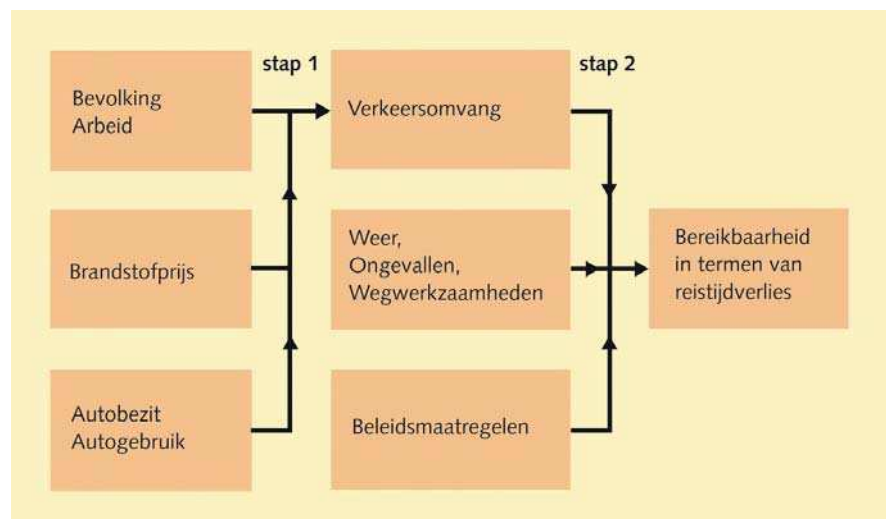 stap 1
stap 2
Bevolking
Arbeid
Verkeersomvang
Brandstofprijs
Weer,
Ongevallen,
Wegwerkzaamheden
Bereikbaarheid
in termen van
reistijdverlies
Autobezit
Autogebruik
Beleidsmaatregelen